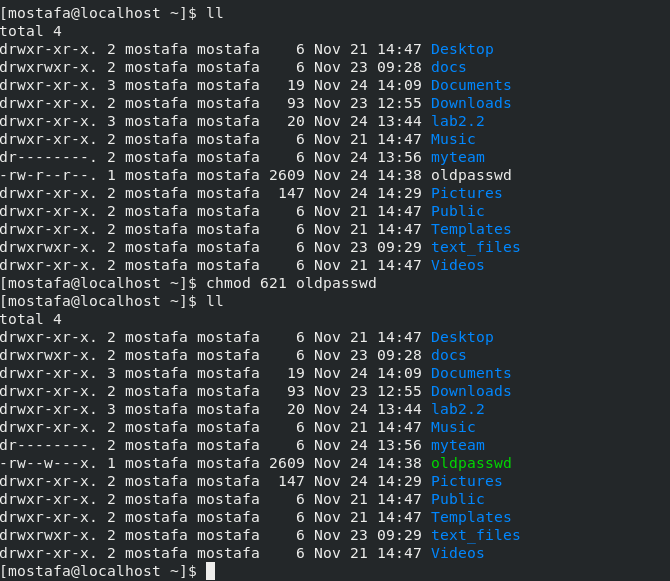 [mostafa@localhost ~]$ ll
total 4
drwxr-xr-x. 2 mostafa mostafa    6 Nov 21 14:47 Desktop
drwxrwxr-x. 2 mostafa mostafa    6 Nov 23 09:28 docs
drwxr-xr-x. 3 mostafa mostafa   19 Nov 24 14:09 Documents
drwxr-xr-x. 2 mostafa mostafa   93 Nov 23 12:55 Downloads
drwxr-xr-x. 3 mostafa mostafa   20 Nov 24 13:44 lab2.2
drwxr-xr-x. 2 mostafa mostafa    6 Nov 21 14:47 Music
dr--------. 2 mostafa mostafa    6 Nov 24 13:56 myteam
-rw-r--r--. 1 mostafa mostafa 2609 Nov 24 14:38 oldpasswd
drwxr-xr-x. 2 mostafa mostafa  147 Nov 24 14:29 Pictures
drwxr-xr-x. 2 mostafa mostafa    6 Nov 21 14:47 Public
drwxr-xr-x. 2 mostafa mostafa    6 Nov 21 14:47 Templates
drwxrwxr-x. 2 mostafa mostafa    6 Nov 23 09:29 text_files
drwxr-xr-x. 2 mostafa mostafa    6 Nov 21 14:47 Videos
[mostafa@localhost ~]$ chmod 621 oldpasswd
[mostafa@localhost ~]$ ll
total 4
drwxr-xr-x. 2 mostafa mostafa    6 Nov 21 14:47 Desktop
drwxrwxr-x. 2 mostafa mostafa    6 Nov 23 09:28 docs
drwxr-xr-x. 3 mostafa mostafa   19 Nov 24 14:09 Documents
drwxr-xr-x. 2 mostafa mostafa   93 Nov 23 12:55 Downloads
drwxr-xr-x. 3 mostafa mostafa   20 Nov 24 13:44 lab2.2
drwxr-xr-x. 2 mostafa mostafa    6 Nov 21 14:47 Music
dr--------. 2 mostafa mostafa    6 Nov 24 13:56 myteam
-rw--w---x. 1 mostafa mostafa 2609 Nov 24 14:38 oldpasswd
drwxr-xr-x. 2 mostafa mostafa  147 Nov 24 14:29 Pictures
drwxr-xr-x. 2 mostafa mostafa    6 Nov 21 14:47 Public
drwxr-xr-x. 2 mostafa mostafa    6 Nov 21 14:47 Templates
drwxrwxr-x. 2 mostafa mostafa    6 Nov 23 09:29 text_files
drwxr-xr-x. 2 mostafa mostafa    6 Nov 21 14:47 Videos
[mostafa@localhost ~]$